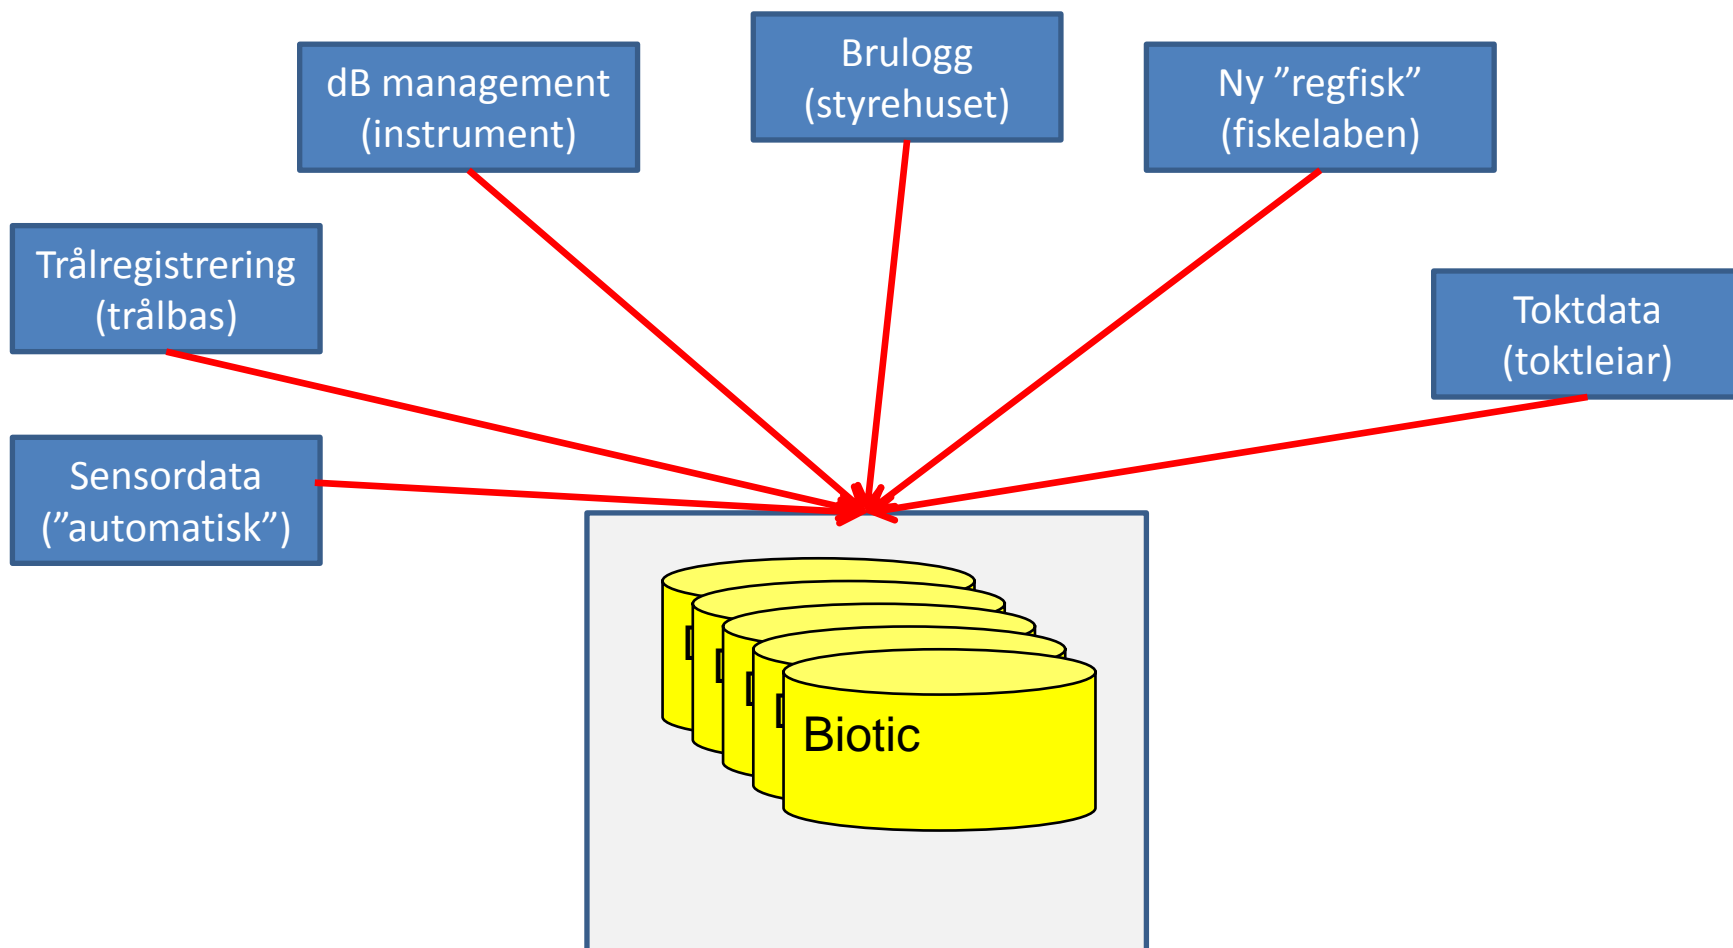 Brulogg
(styrehuset)
dB management
(instrument)
Ny ”regfisk”
(fiskelaben)
Trålregistrering
(trålbas)
Toktdata
(toktleiar)
Sensordata
(”automatisk”)
Biotic